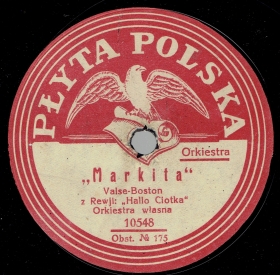 PŁYTA POLSKA
Orkiestra
„Markita“
Valse-Boston
z Rewji: „Hallo Ciotka“
Orkiestra własna
10548
Obst. № 175